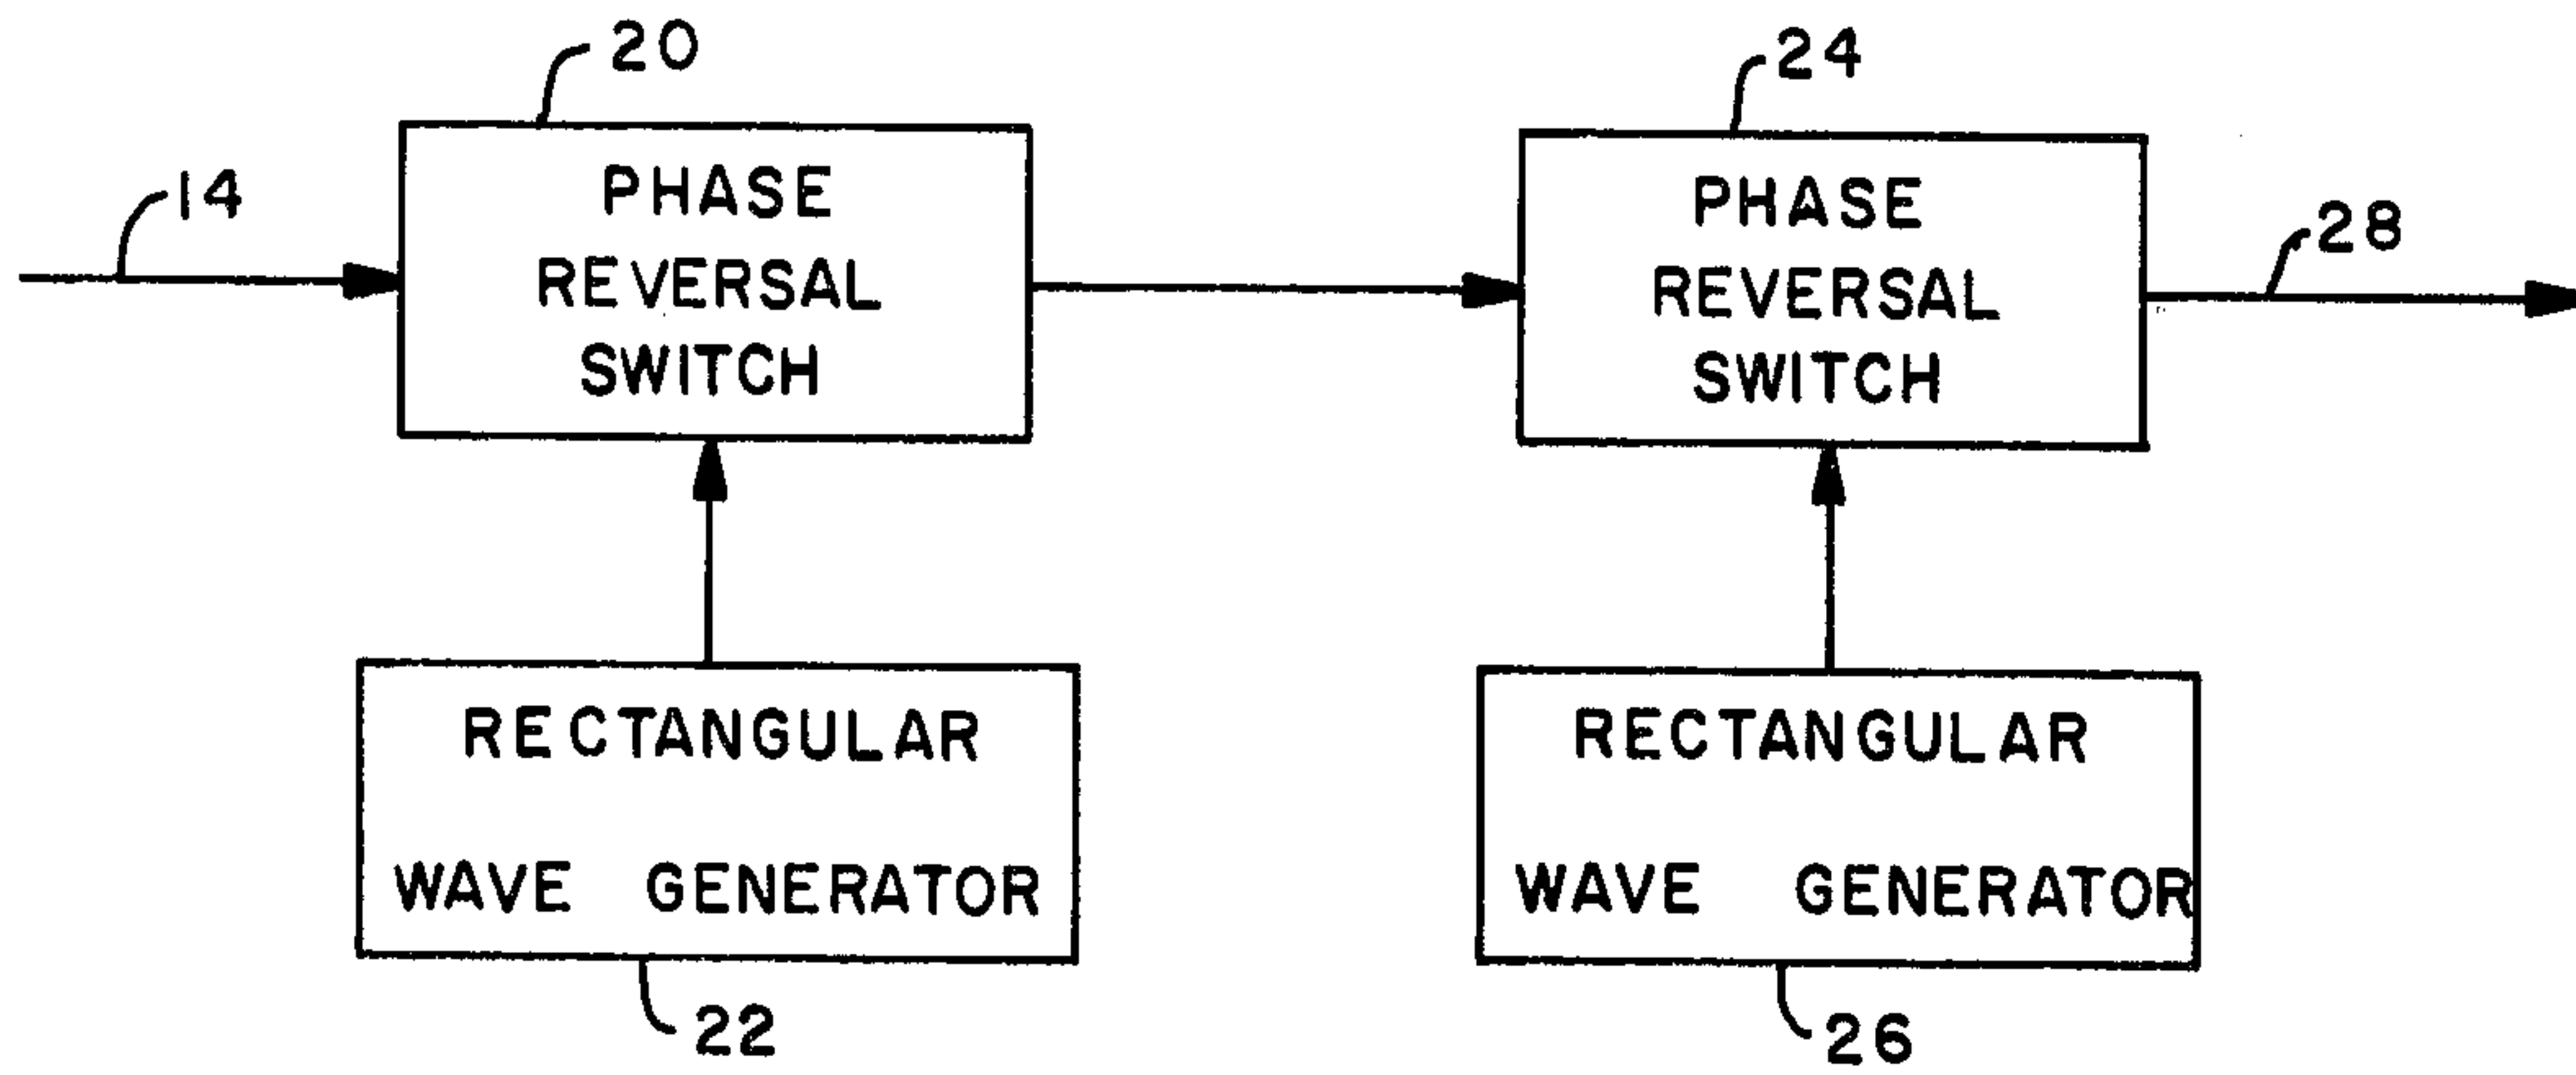 20
24
14
28
PHASE
REVERSAL
SWITCH
PHASE
REVERSAL
SWITCH
RECTANGULAR
WAVE GENERATOR
RECTANGULAR
WAVE GENERATOR
22
26